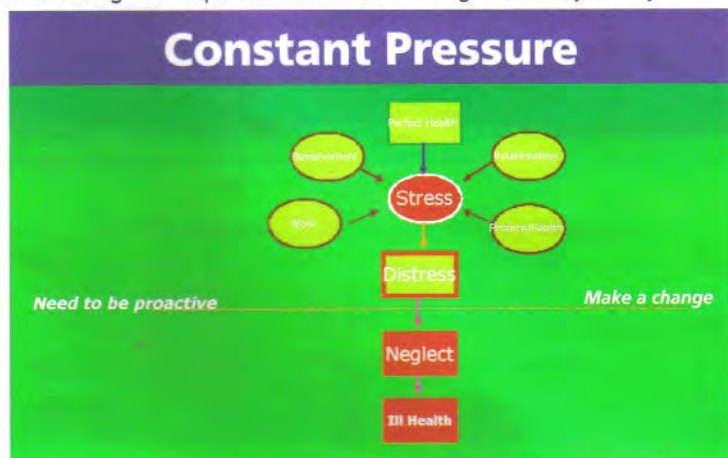 Constant Pressure
Perfect Health
Bereavement
Relationships
Stress
Work
Finance/Health
Distress
Need to be proactive
Make a change
Neglect
Ill Health